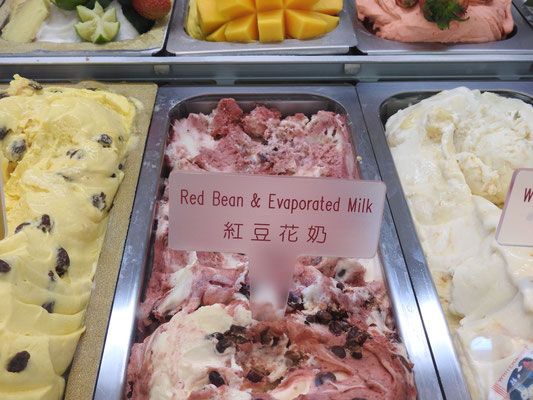 Red Bean & Evaporated Milk
紅豆花奶
W